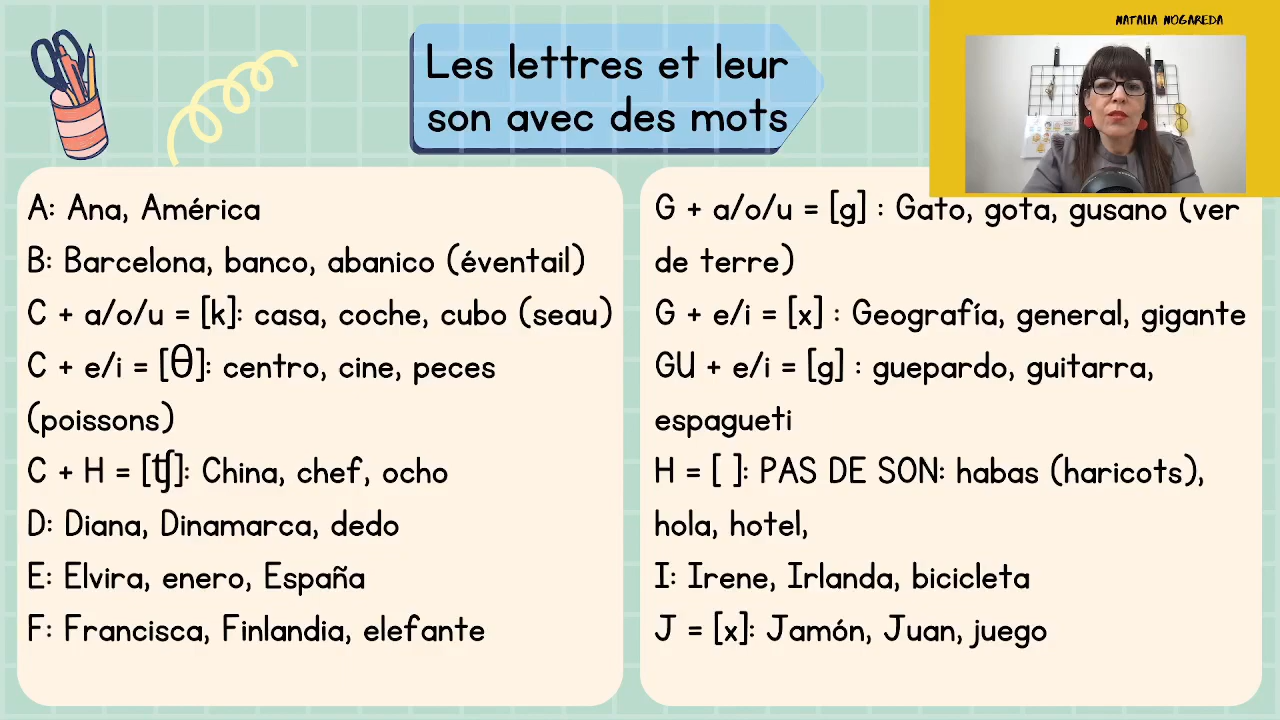 NATALIA NOGAREDA
Les lettres et leur
son avec des mots
A: Ana, América
B: Barcelona, banco, abanico (éventail)
C + a/o/u = [k]: casa, coche, cubo (seau)
C + e/i = [θ]: centro, cine, peces
(poissons)
C + H = [ʧ]: China, chef, ocho
D: Diana, Dinamarca, dedo
E: Elvira, enero, España
F: Francisca, Finlandia, elefante
G + a/o/u = [g] : Gato, gota, gusano (ver
de terre)
G + e/i = [x] : Geografía, general, gigante
GU + e/i = [g] : guepardo, guitarra,
espagueti
H = [ ]: PAS DE SON: habas (haricots),
hola, hotel,
I: Irene, Irlanda, bicicleta
J = [x]: Jamón, Juan, juego